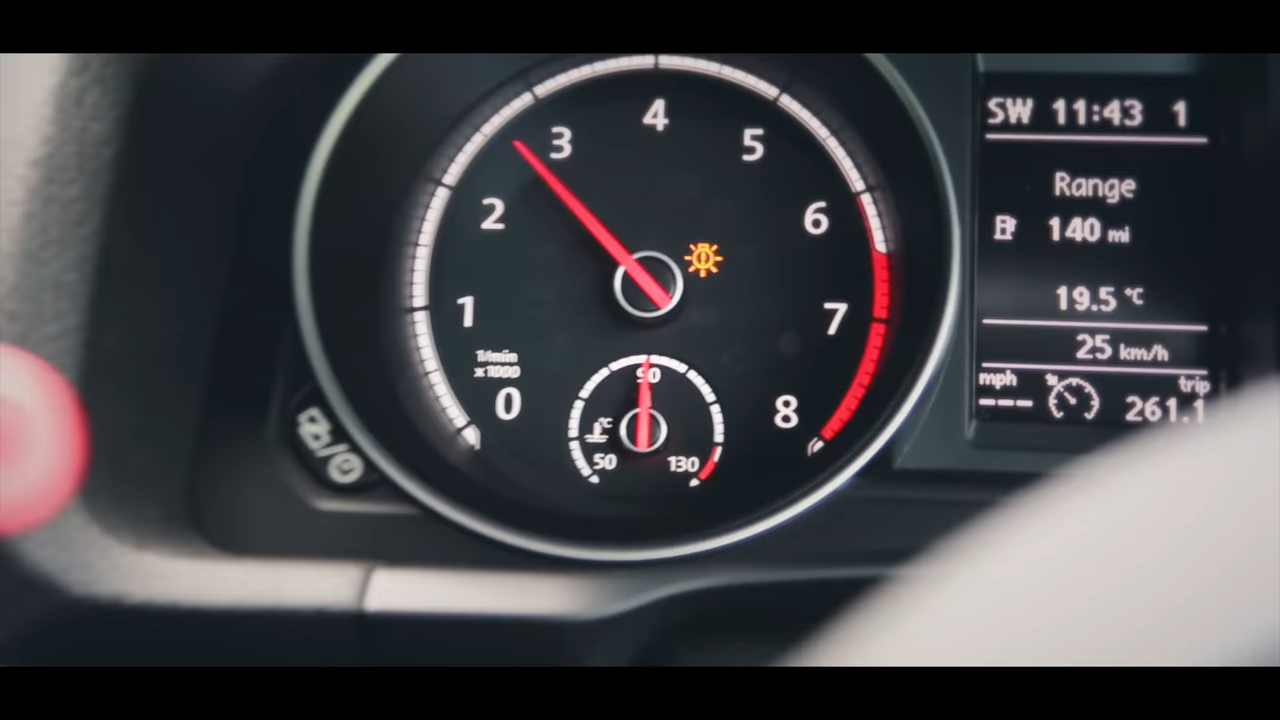 4
3
5
2
6
1
7
1/min
x1000
0
8
90
°C
50
130
SW 11:43 1
Range
140 mi
19.5 °C
25 km/h
mph
trip
--- 261.1